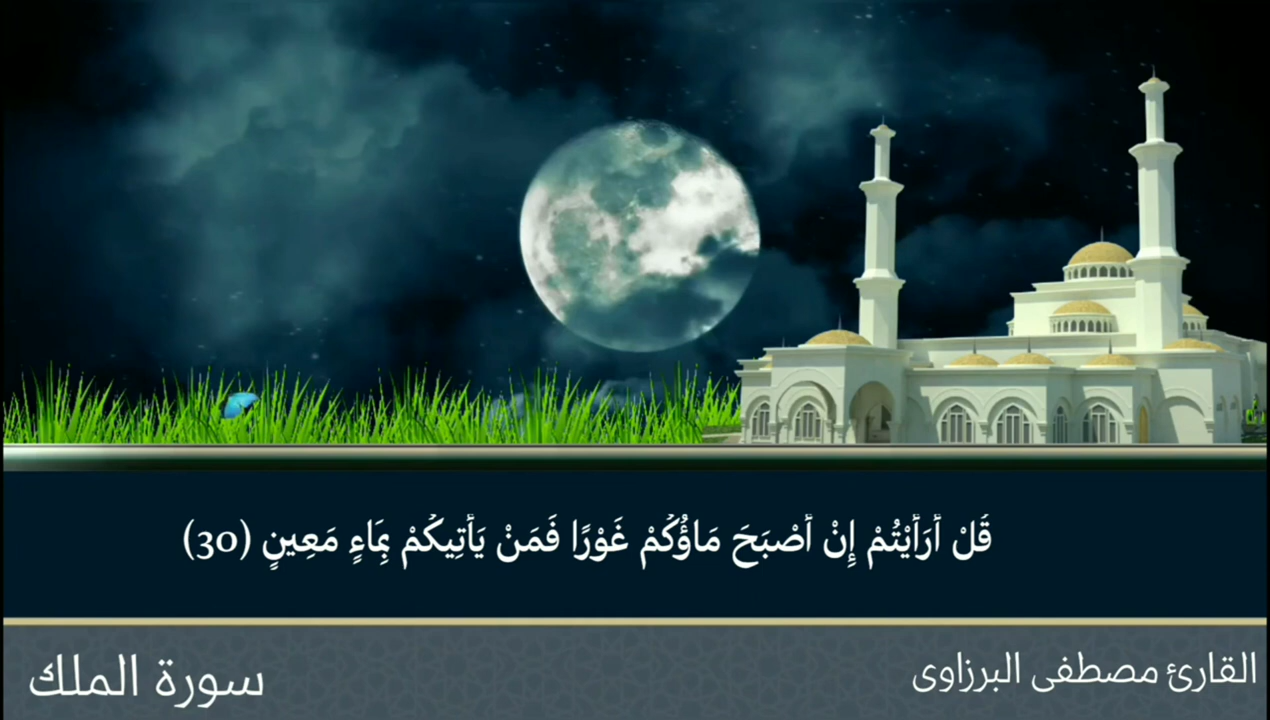 قُلْ أَرَأَيْتُمْ إِنْ أَصْبَحَ مَاؤُكُمْ غَوْرًا فَمَنْ يَأْتِيكُمْ بِمَاءٍ مَعِينٍ (30)
القارئ مصطفى البرزاوى
سورة الملك